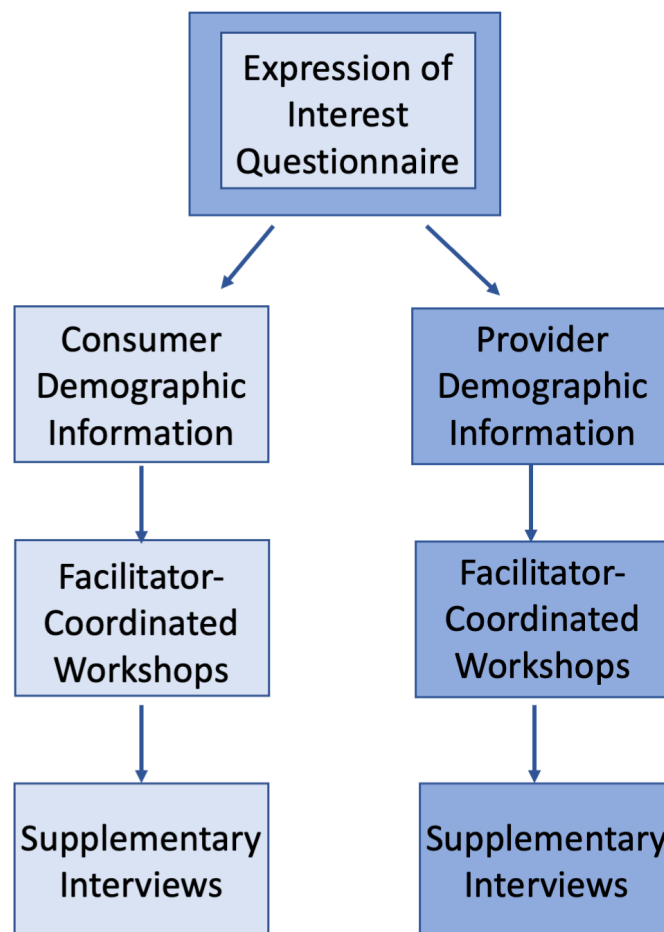 Expression of
Interest
Questionnaire
Consumer
Demographic
Information
Provider
Demographic
Information
Facilitator-
Coordinated
Workshops
Facilitator-
Coordinated
Workshops
Supplementary
Interviews
Supplementary
Interviews